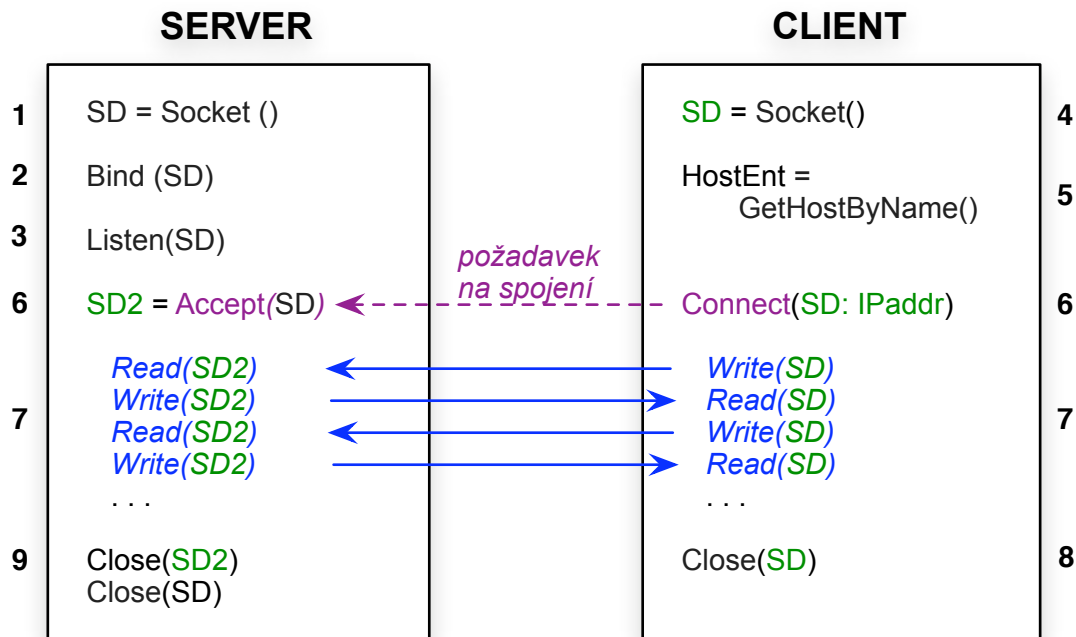 SERVER
1
SD = Socket ()
2
Bind (SD)
3
Listen(SD)
6
SD2 = Accept(SD)
7
Read(SD2)
Write(SD2)
Read(SD2)
Write(SD2)
. . .
9
Close(SD2)
Close(SD)
požadavek
na spojení
CLIENT
SD = Socket()
4
HostEnt =
GetHostByName()
5
Connect(SD: IPaddr)
6
Write(SD)
Read(SD)
Write(SD)
Read(SD)
7
. . .
Close(SD)
8